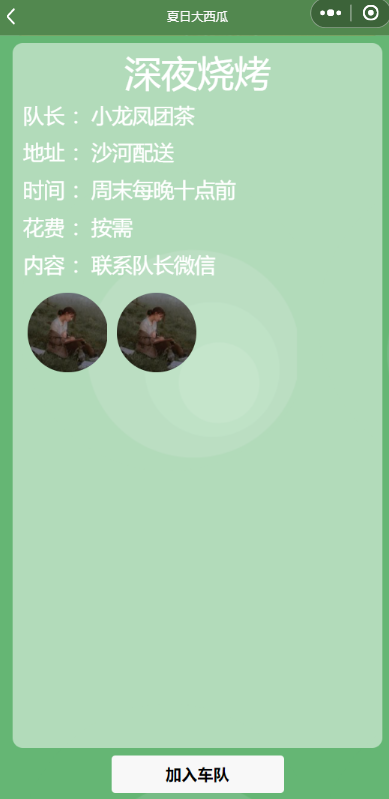 夏日大西瓜
深夜烧烤
队长： 小龙凤团茶
地址： 沙河配送
时间： 周末每晚十点前
花费： 按需
内容： 联系队长微信
加入车队